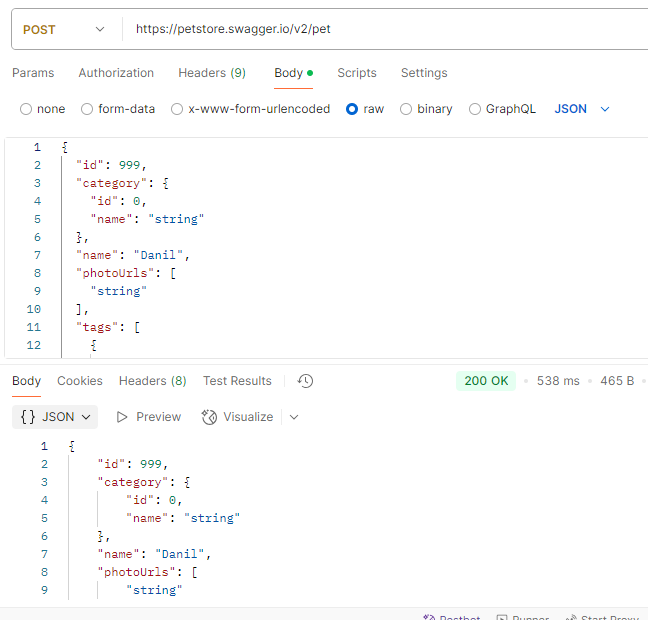 POST https://petstore.swagger.io/v2/pet
Params Authorization Headers (9) Body Scripts Settings
none form-data x-www-form-urlencoded raw binary GraphQL JSON
1 {
2 "id": 999,
3 "category": {
4 "id": 0,
5 "name": "string"
6 },
7 "name": "Danil",
8 "photoUrls": [
9 "string"
10 ],
11 "tags": [
12 {
Body Cookies Headers (8) Test Results 200 OK 538 ms 465 B
{} JSON Preview Visualize
1 {
2 "id": 999,
3 "category": {
4 "id": 0,
5 "name": "string"
6 },
7 "name": "Danil",
8 "photoUrls": [
9 "string"
Postbot Runner Start Proxy